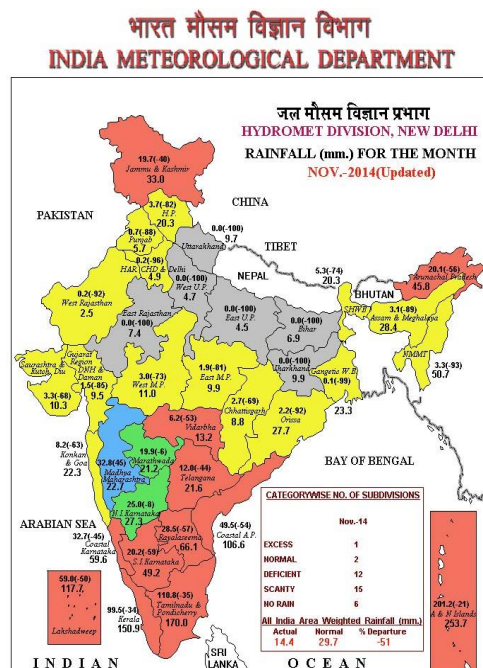 भारत मौसम विज्ञान विभाग
INDIA METEOROLOGICAL DEPARTMENT
जल मौसम विज्ञान प्रभाग
HYDROMET DIVISION, NEW DELHI
RAINFALL (mm.) FOR THE MONTH
NOV.-2014(Updated)
19.7(-40)
Jammu & Kashmir
33.0
CHINA
PAKISTAN
3.7(-82)
H.P.
20.3
0.7(-88)
Punjab
5.7
0.0(-100)
Uttarakhand
9.7
TIBET
0.2(-96)
HAR CHD & Delhi
4.9
NEPAL
0.0(-100)
West U.P.
4.7
5.3(-74)
20.3
BHUTAN
20.1(-56)
Arunachal Pradesh
45.8
0.2(-92)
West Rajasthan
2.5
East Rajasthan
0.0(-100)
7.4
0.0(-100)
East U.P.
4.5
0.0(-100)
Bihar
6.9
SHWB
3.1(-89)
Assam & Meghalaya
28.4
NMMT
3.3(-93)
50.7
Saurashtra &
Kutch, Diu
3.3(-68)
10.3
Gujarat
Region
DNH &
Daman
1.5(-85)
9.5
3.0(-73)
West M.P.
11.0
1.9(-81)
East M.P.
9.9
0.0(-100)
Jharkhand
9.9
Gangetic W.B.
0.1(-99)
23.3
2.7(-69)
Chhattisgarh
8.8
2.2(-92)
Orissa
27.7
6.2(-53)
Vidarbha
13.2
8.2(-63)
Konkan
& Goa
22.3
32.8(45)
Madhya
Maharashtra
22.7
19.9(-6)
Marathwada
21.2
12.0(-44)
Telangana
21.6
BAY OF BENGAL
25.0(-8)
N.I.Karnataka
27.3
ARABIAN SEA
32.7(-45)
Coastal
Karnataka
59.6
28.5(-57)
Rayalaseema
66.1
49.5(-54)
Coastal A.P.
106.6
20.2(-59)
S.I.Karnataka
49.2
59.0(-50)
117.7
Lakshadweep
99.5(-34)
Kerala
150.9
110.8(-35)
Tamilnadu &
Pondicherry
170.0
CATEGORYWISE NO. OF SUBDIVISIONS
Nov.-14
EXCESS 1
NORMAL 2
DEFICIENT 12
SCANTY 15
NO RAIN 6
All India Area Weighted Rainfall (mm.)
Actual Normal % Departure
14.4 29.7 -51
201.2(-21)
A & N Islands
253.7
SRI
LANKA
INDIAN OCEAN